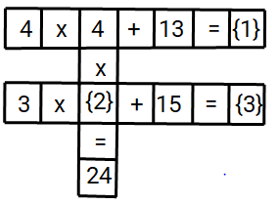 4 x 4 + 13 = {1}
x
3 x {2} + 15 = {3}
=
24